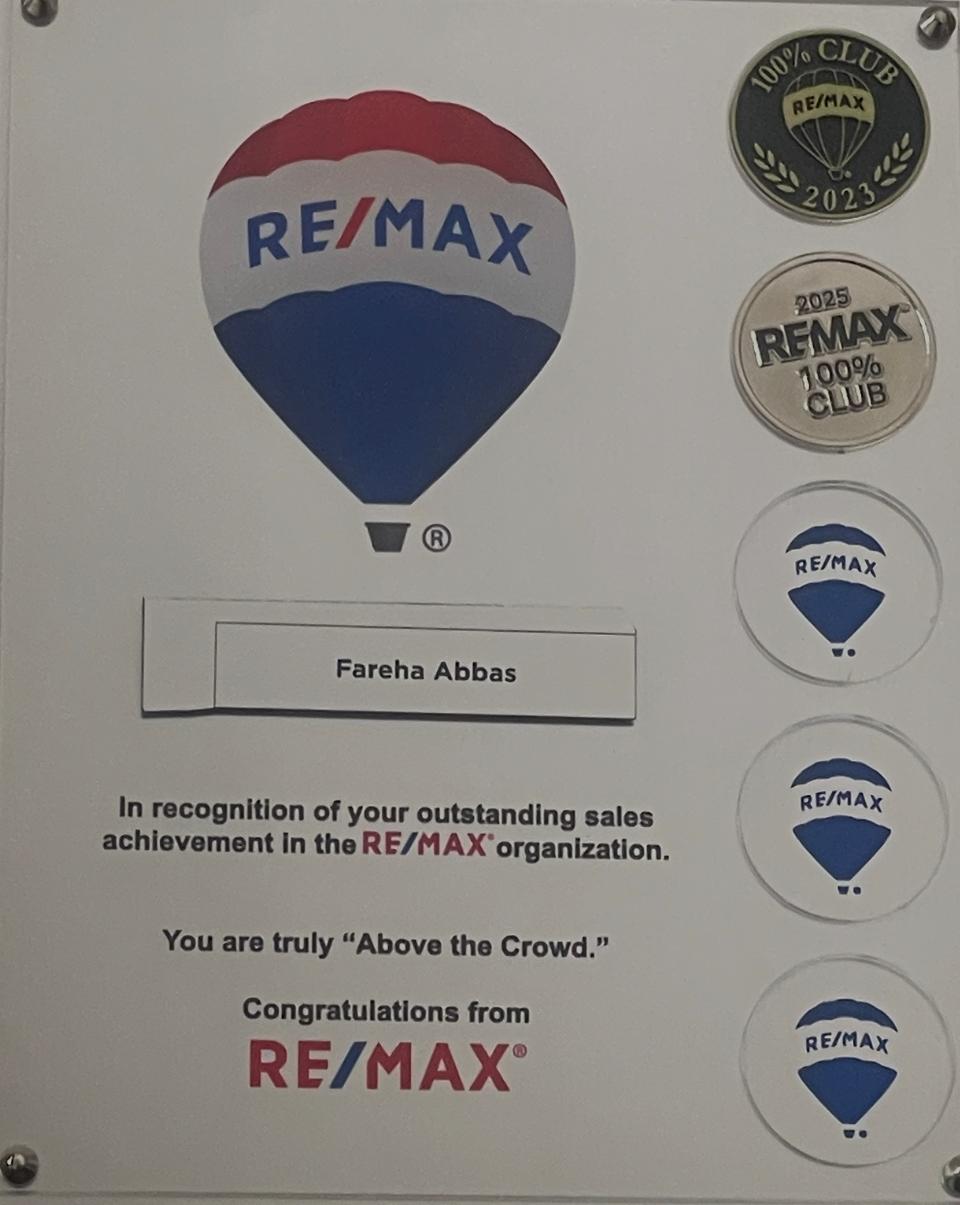 RE/MAX
®
Fareha Abbas
In recognition of your outstanding sales
achievement in the RE/MAX® organization.
You are truly “Above the Crowd.”
Congratulations from
RE/MAX®
100% CLUB
RE/MAX
2023
2025
REMAX
100%
CLUB
RE/MAX
RE/MAX
RE/MAX